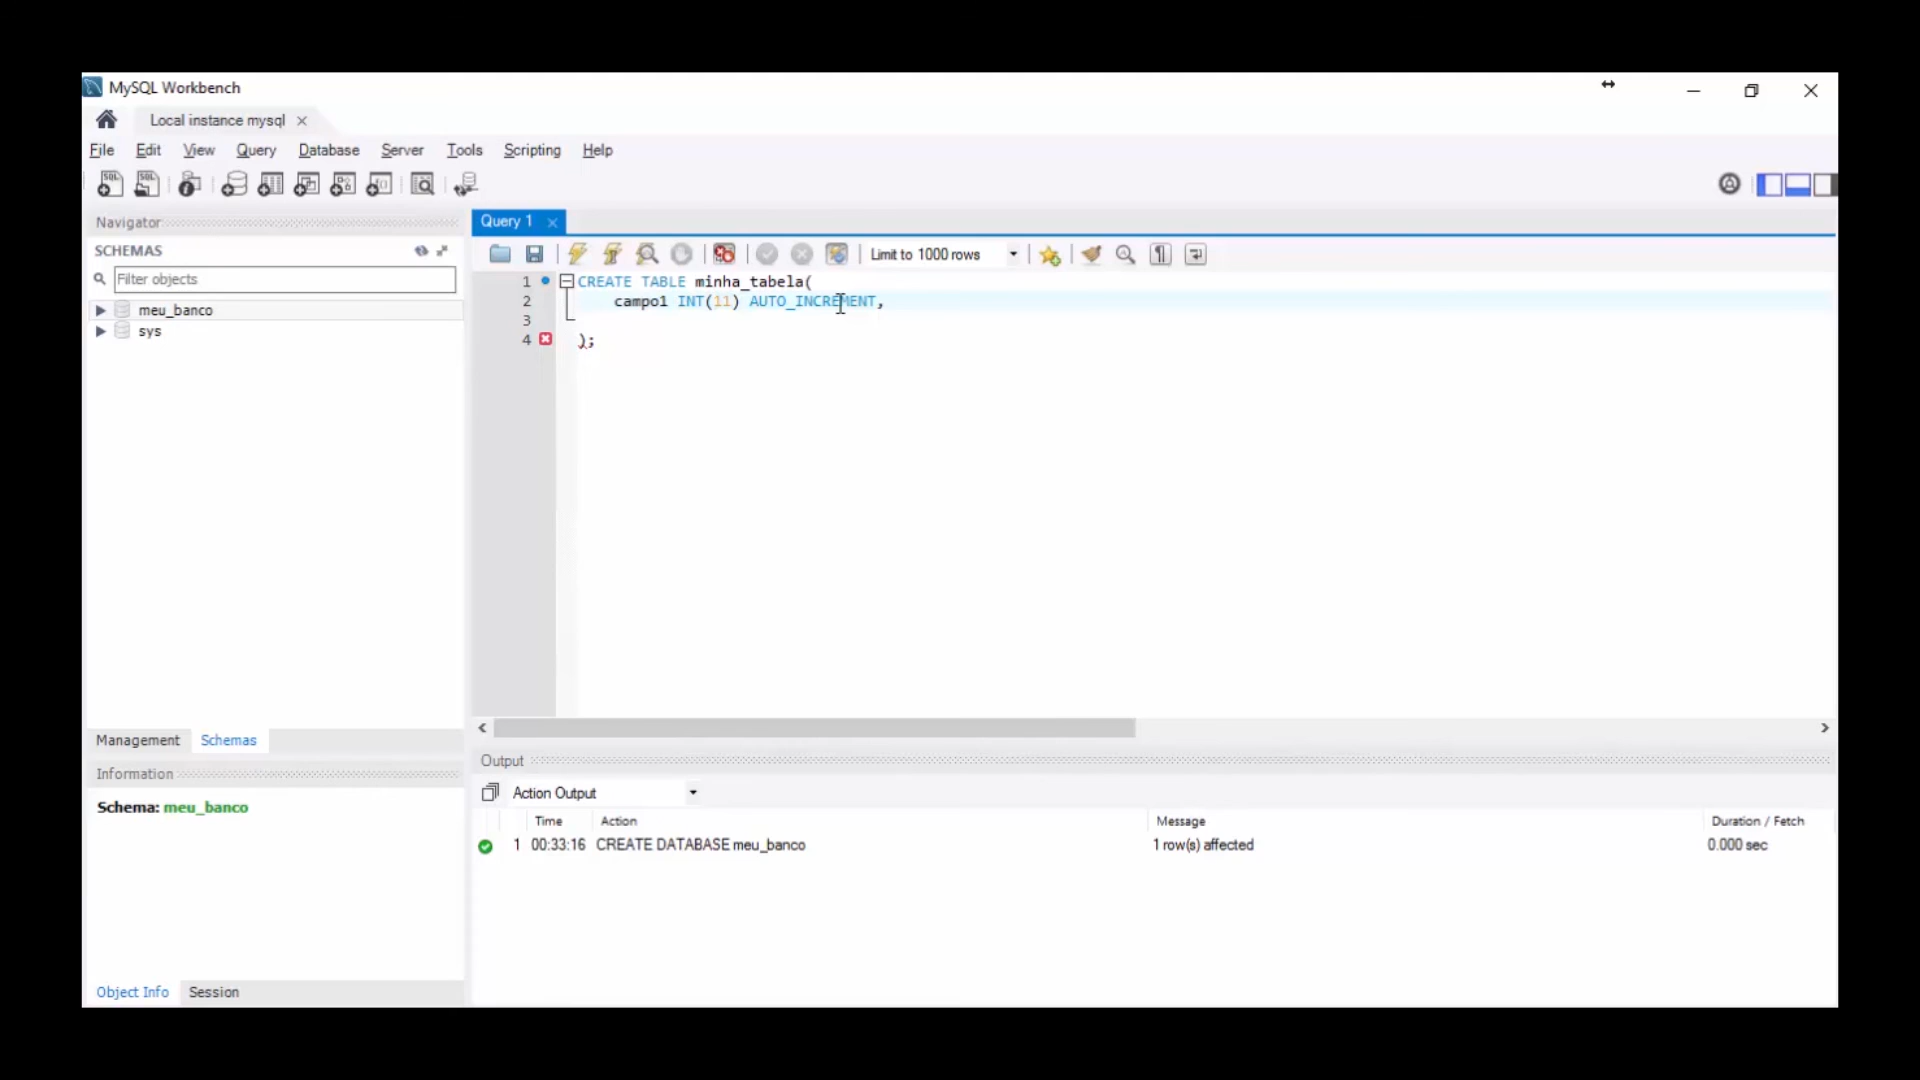 MySQL Workbench
Local instance mysql
File Edit View Query Database Server Tools Scripting Help
Navigator
SCHEMAS
Filter objects
meu_banco
sys
Management Schemas
Information
Schema: meu_banco
Object Info Session
Query 1
Limit to 1000 rows
1 CREATE TABLE minha_tabela(
2 campo1 INT(11) AUTO_INCREMENT,
3
4 );
Output
Action Output
Time Action Message Duration / Fetch
1 00:33:16 CREATE DATABASE meu_banco 1 row(s) affected 0.000 sec